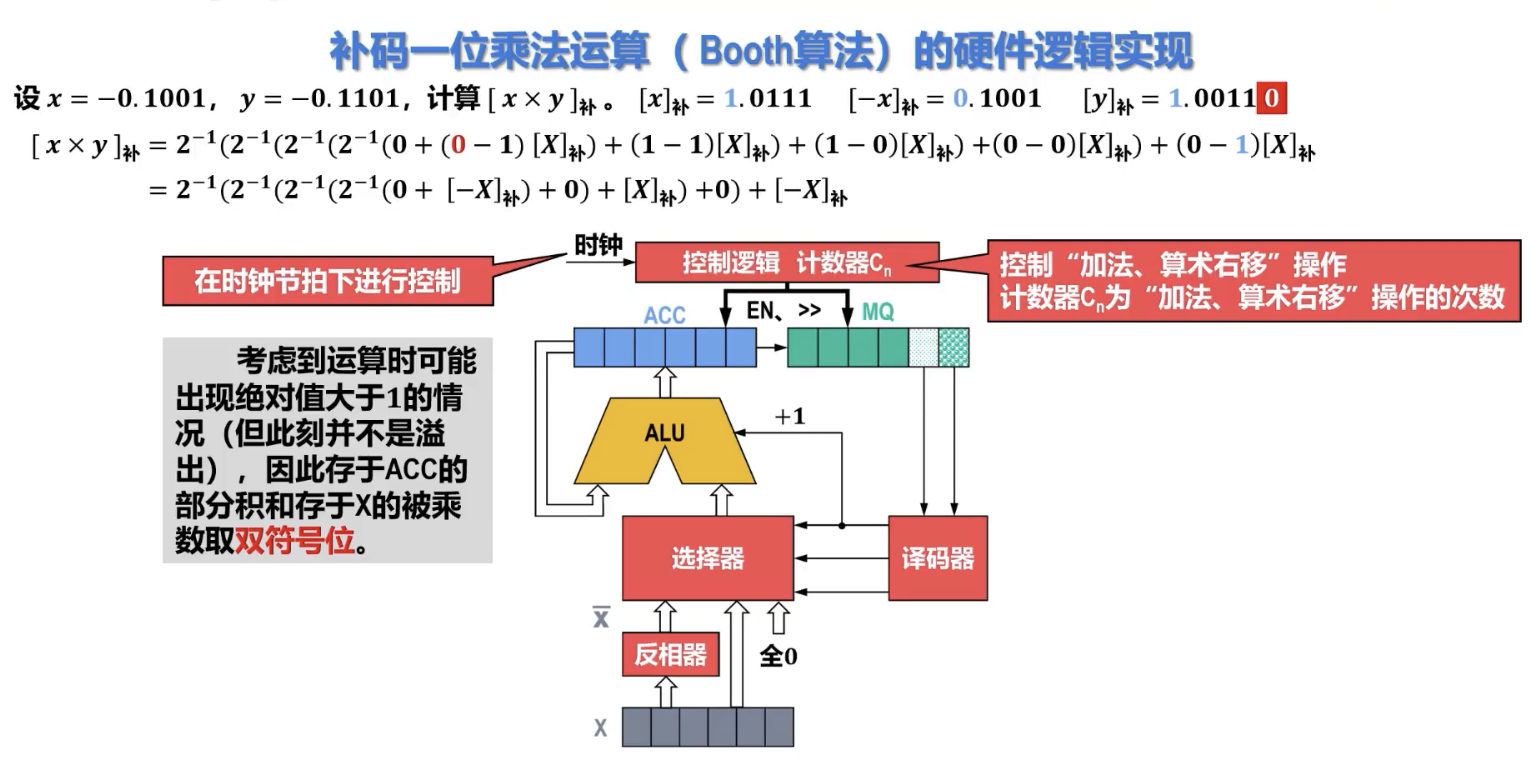 补码一位乘法运算（Booth算法）的硬件逻辑实现
设 x = −0.1001， y = −0.1101，计算 [ x × y ]补 。 [x]补 = 1.0111 [−x]补 = 0.1001 [y]补 = 1.00110
[ x × y ]补 = 2⁻¹(2⁻¹(2⁻¹(2⁻¹(0 + (0 − 1) [X]补) + (1 − 1)[X]补) + (1 − 0)[X]补) +(0 − 0)[X]补) + (0 − 1)[X]补
= 2⁻¹(2⁻¹(2⁻¹(2⁻¹(0 + [−X]补) + 0) + [X]补) +0) + [−X]补
时钟
在时钟节拍下进行控制
控制逻辑 计数器Cn
控制“加法、算术右移”操作
计数器Cn为“加法、算术右移”操作的次数
ACC
EN、>>
MQ
考虑到运算时可能
出现绝对值大于1的情
况（但此刻并不是溢
出），因此存于ACC的
部分积和存于X的被乘
数取双符号位。
ALU
+1
选择器
译码器
X̅
反相器
全0
X